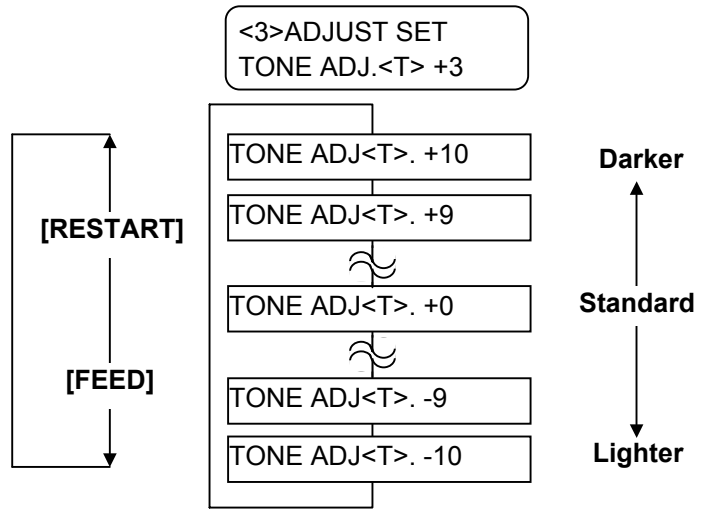 <3>ADJUST SET
TONE ADJ.<T> +3
TONE ADJ<T>. +10
Darker
TONE ADJ<T>. +9
[RESTART]
TONE ADJ<T>. +0
Standard
[FEED]
TONE ADJ<T>. -9
TONE ADJ<T>. -10
Lighter